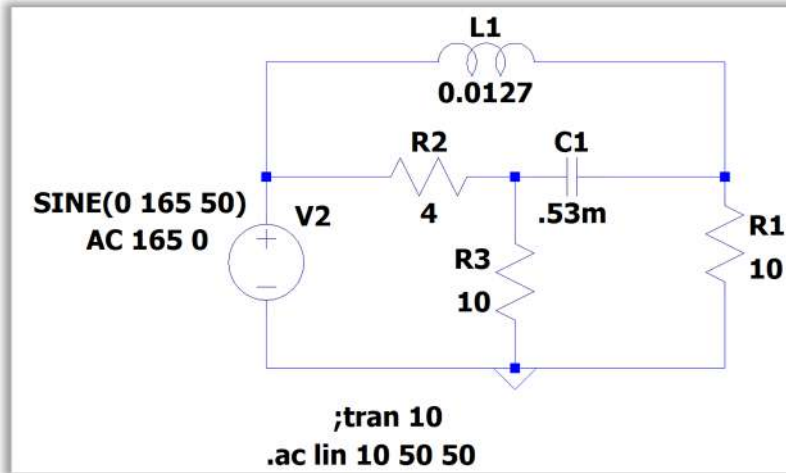 L1
0.0127
R2
C1
SINE(0 165 50)
V2
4
.53m
AC 165 0
R1
R3
10
10
;tran 10
.ac lin 10 50 50